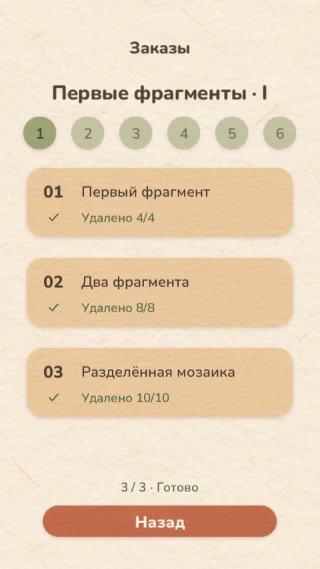 Заказы
Первые фрагменты · I
1 2 3 4 5 6
01 Первый фрагмент
✓ Удалено 4/4
02 Два фрагмента
✓ Удалено 8/8
03 Разделённая мозаика
✓ Удалено 10/10
3 / 3 · Готово
Назад